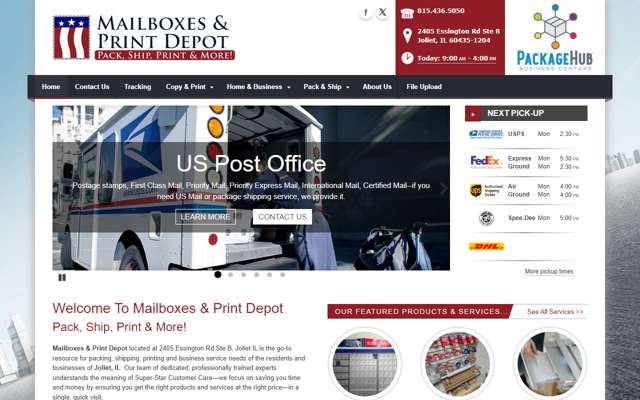 MAILBOXES &
PRINT DEPOT
PACK, SHIP, PRINT & MORE!
815.436.5050
2405 Essington Rd Ste B
Joliet, IL 60435-1204
Today: 9:00 AM - 4:00 PM
PACKAGEHUB
BUSINESS CENTERS
Home Contact Us Tracking Copy & Print Home & Business Pack & Ship About Us File Upload
US Post Office
Postage stamps, First Class Mail, Priority Mail, Priority Express Mail, International Mail, Certified Mail--if you
need US Mail or package shipping service, we provide it.
LEARN MORE CONTACT US
NEXT PICK-UP
USPS Mon 2:30 PM
FedEx Express Mon 5:30 PM
Ground Mon 2:30 PM
ups Authorized Shipping Outlet Air Mon 4:00 PM
Ground Mon 4:00 PM
Spee-Dee Mon 5:00 PM
DHL
More pickup times
Welcome To Mailboxes & Print Depot
Pack, Ship, Print & More!
Mailboxes & Print Depot located at 2405 Essington Rd Ste B, Joliet IL is the go-to
resource for packing, shipping, printing and business service needs of the residents and
businesses of Joliet, IL. Our team of dedicated, professionally trained experts
understands the meaning of Super-Star Customer Care—we focus on saving you time
and money by ensuring you get the right products and services at the right price—in a
single, quick visit.
OUR FEATURED PRODUCTS & SERVICES... See All Services >>